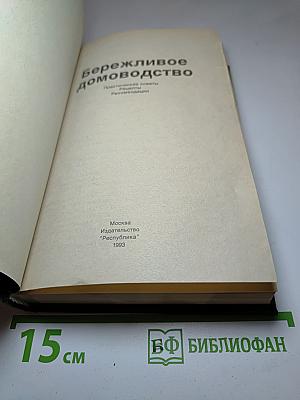 Бережливое
домоводство
Практические советы
Рецепты
Рекомендации
Москва
Издательство
"Республика"
1993
15 см
БФ БИБЛИОФАН